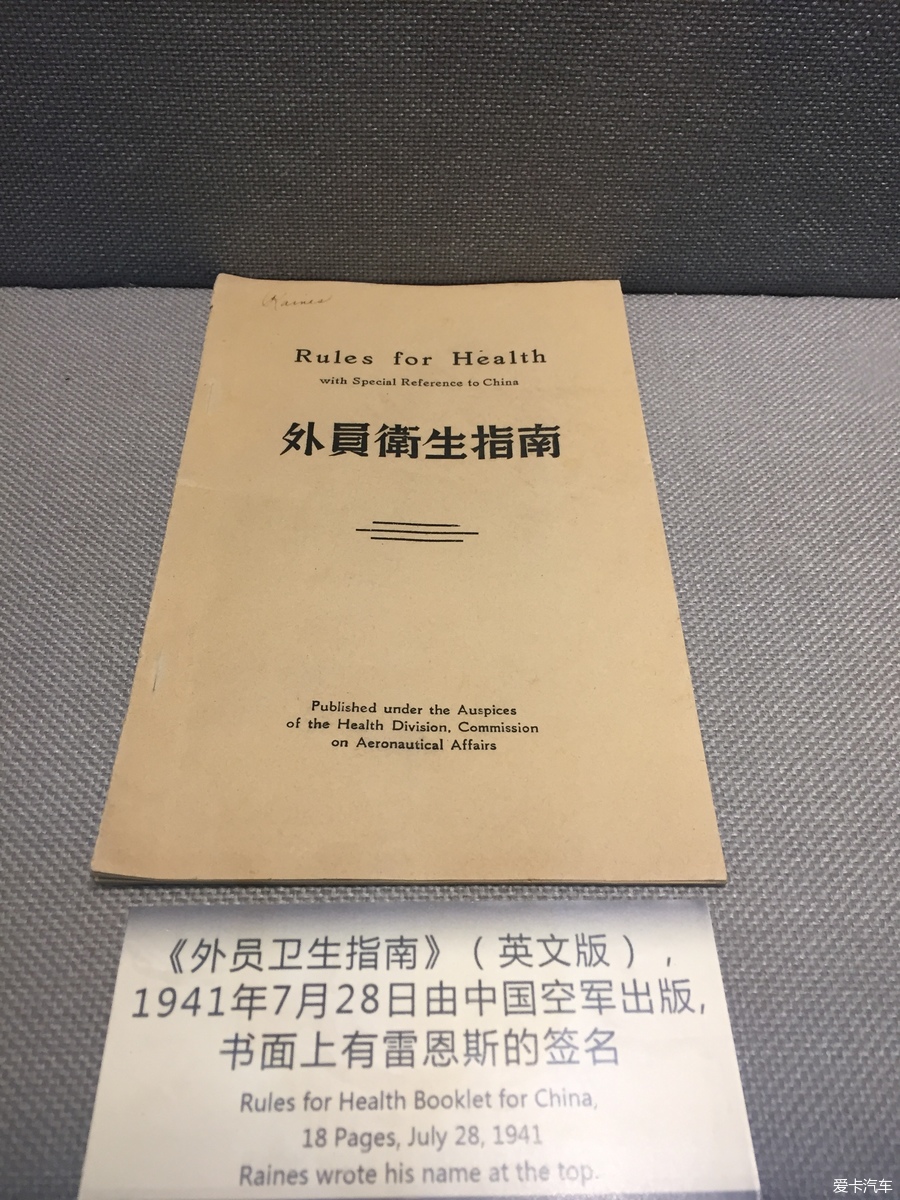 Raines
Rules for Health
with Special Reference to China
外員衛生指南
Published under the Auspices
of the Health Division, Commission
on Aeronautical Affairs
《外员卫生指南》（英文版），
1941年7月28日由中国空军出版,
书面上有雷恩斯的签名
Rules for Health Booklet for China,
18 Pages, July 28, 1941
Raines wrote his name at the top.
爱卡汽车